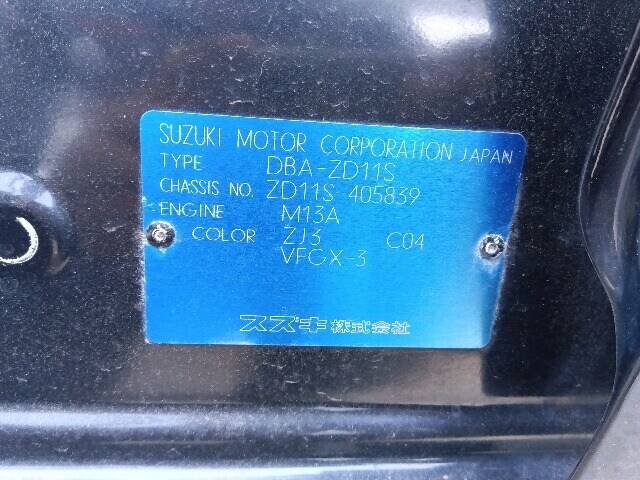 SUZUKI MOTOR CORPORATION JAPAN
TYPE DBA-ZD11S
CHASSIS NO. ZD11S-405839
ENGINE M13A
COLOR ZJ3 C04
VFGX-3
スズキ株式会社